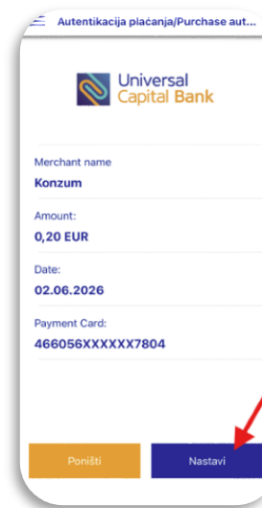 Autentikacija plaćanja/Purchase aut...
Universal
Capital Bank
Merchant name
Konzum
Amount:
0,20 EUR
Date:
02.06.2026
Payment Card:
466056XXXXXX7804
Poništi
Nastavi